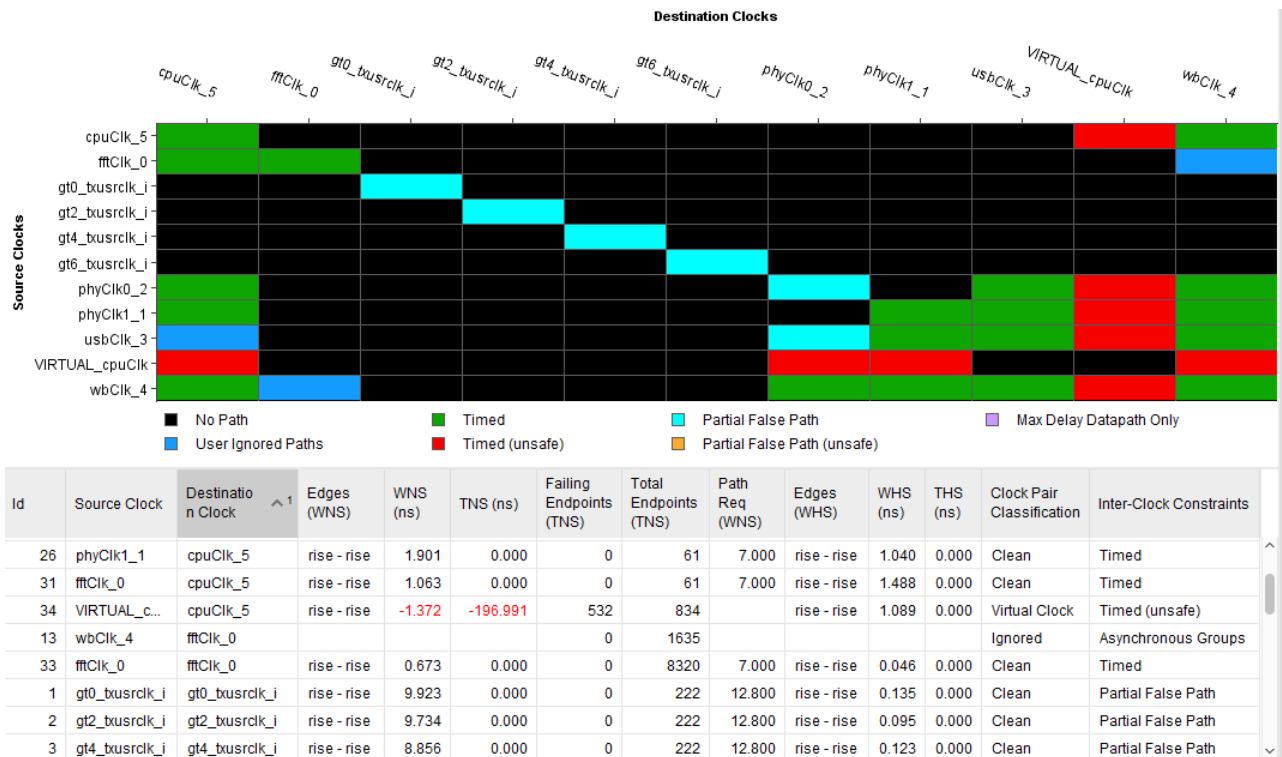 Destination Clocks
cpuClk_5 fftClk_0 gt0_txusrclk_i gt2_txusrclk_i gt4_txusrclk_i gt6_txusrclk_i phyClk0_2 phyClk1_1 usbClk_3 VIRTUAL_cpuClk wbClk_4
Source Clocks
cpuClk_5
fftClk_0
gt0_txusrclk_i
gt2_txusrclk_i
gt4_txusrclk_i
gt6_txusrclk_i
phyClk0_2
phyClk1_1
usbClk_3
VIRTUAL_cpuClk
wbClk_4
No Path Timed Partial False Path Max Delay Datapath Only
User Ignored Paths Timed (unsafe) Partial False Path (unsafe)
Id Source Clock Destinatio n Clock 1 Edges (WNS) WNS (ns) TNS (ns) Failing Endpoints (TNS) Total Endpoints (TNS) Path Req (WNS) Edges (WHS) WHS (ns) THS (ns) Clock Pair Classification Inter-Clock Constraints
26 phyClk1_1 cpuClk_5 rise - rise 1.901 0.000 0 61 7.000 rise - rise 1.040 0.000 Clean Timed
31 fftClk_0 cpuClk_5 rise - rise 1.063 0.000 0 61 7.000 rise - rise 1.488 0.000 Clean Timed
34 VIRTUAL_c... cpuClk_5 rise - rise -1.372 -196.991 532 834 rise - rise 1.089 0.000 Virtual Clock Timed (unsafe)
13 wbClk_4 fftClk_0 0 1635 Ignored Asynchronous Groups
33 fftClk_0 fftClk_0 rise - rise 0.673 0.000 0 8320 7.000 rise - rise 0.046 0.000 Clean Timed
1 gt0_txusrclk_i gt0_txusrclk_i rise - rise 9.923 0.000 0 222 12.800 rise - rise 0.135 0.000 Clean Partial False Path
2 gt2_txusrclk_i gt2_txusrclk_i rise - rise 9.734 0.000 0 222 12.800 rise - rise 0.095 0.000 Clean Partial False Path
3 gt4_txusrclk_i gt4_txusrclk_i rise - rise 8.856 0.000 0 222 12.800 rise - rise 0.123 0.000 Clean Partial False Path